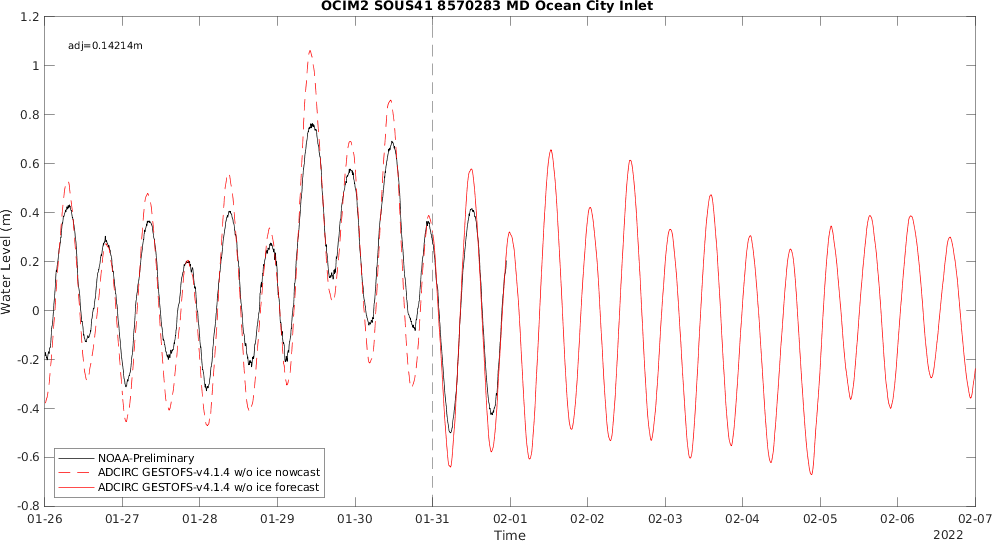 OCIM2 SOUS41 8570283 MD Ocean City Inlet
adj=0.14214m
Water Level (m)
1.2
1
0.8
0.6
0.4
0.2
0
-0.2
-0.4
-0.6
-0.8
NOAA-Preliminary
ADCIRC GESTOFS-v4.1.4 w/o ice nowcast
ADCIRC GESTOFS-v4.1.4 w/o ice forecast
01-26 01-27 01-28 01-29 01-30 01-31 02-01 02-02 02-03 02-04 02-05 02-06 02-07
Time
2022